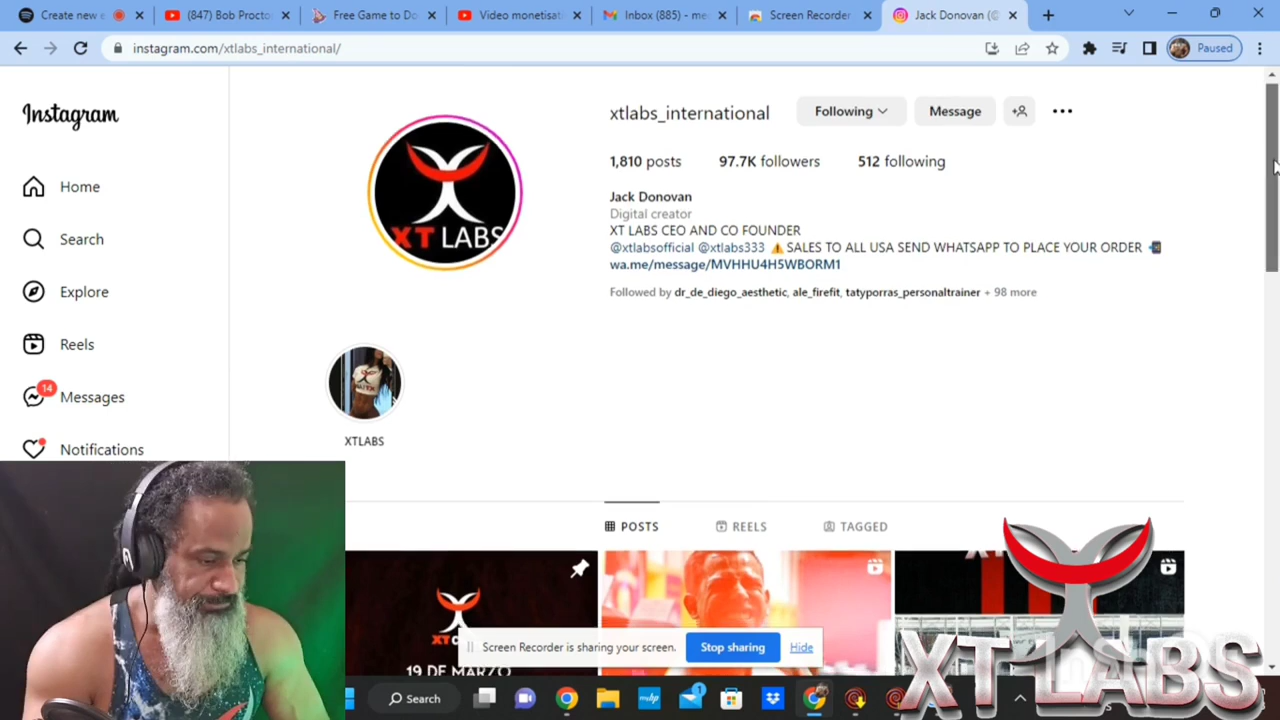 Create new e
(847) Bob Procto
Free Game to Do
Video monetisat
Inbox (885) - me
Screen Recorder
Jack Donovan (@
instagram.com/xtlabs_international/
Paused
Instagram
Home
Search
Explore
Reels
14
Messages
Notifications
XT LABS
xtlabs_international
Following
Message
1,810 posts 97.7K followers 512 following
Jack Donovan
Digital creator
XT LABS CEO AND CO FOUNDER
@xtlabsofficial @xtlabs333 ⚠️SALES TO ALL USA SEND WHATSAPP TO PLACE YOUR ORDER 📲
wa.me/message/MVHHU4H5WBORM1
Followed by dr_de_diego_aesthetic, ale_firefit, tatyporras_personaltrainer + 98 more
XTLABS
POSTS
REELS
TAGGED
19 DE MARZO
Screen Recorder is sharing your screen.
Stop sharing
Hide
XT LABS
Search
myhp
1